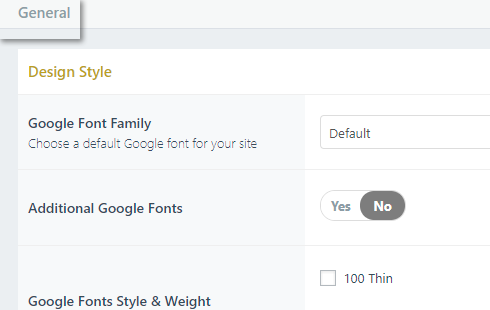 General
Design Style
Google Font Family
Choose a default Google font for your site
Default
Additional Google Fonts
Yes No
100 Thin
Google Fonts Style & Weight